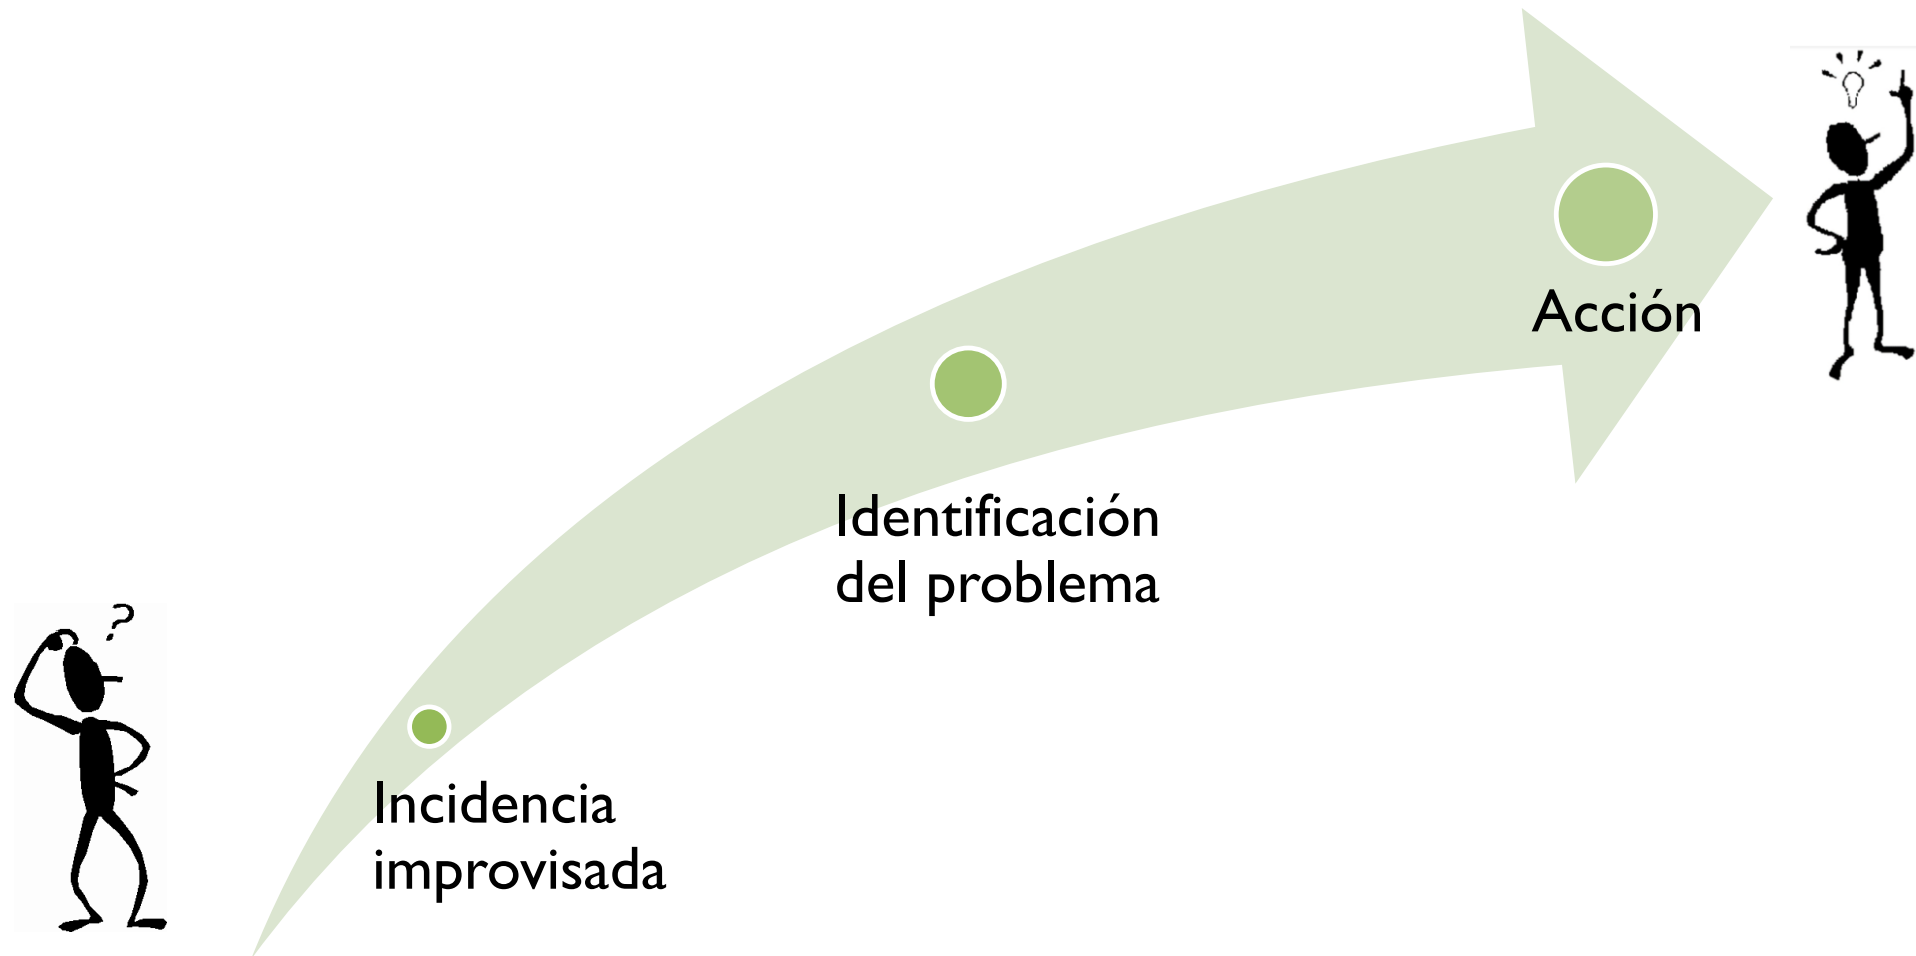 ?
Acción
Identificación
del problema
Incidencia
improvisada